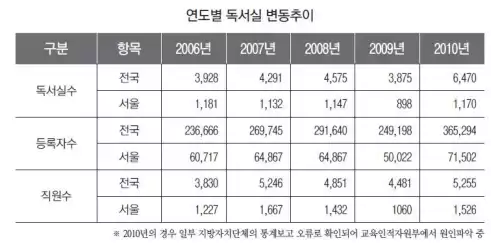 연도별 독서실 변동추이
구분 항목 2006년 2007년 2008년 2009년 2010년
독서실수 전국 3,928 4,291 4,575 3,875 6,470
서울 1,181 1,132 1,147 898 1,170
등록자수 전국 236,666 269,745 291,640 249,198 365,294
서울 60,717 64,867 64,867 50,022 71,502
직원수 전국 3,830 5,246 4,851 4,481 5,255
서울 1,227 1,667 1,432 1060 1,526
※ 2010년의 경우 일부 지방자치단체의 통계보고 오류로 확인되어 교육인적자원부에서 원인파악 중